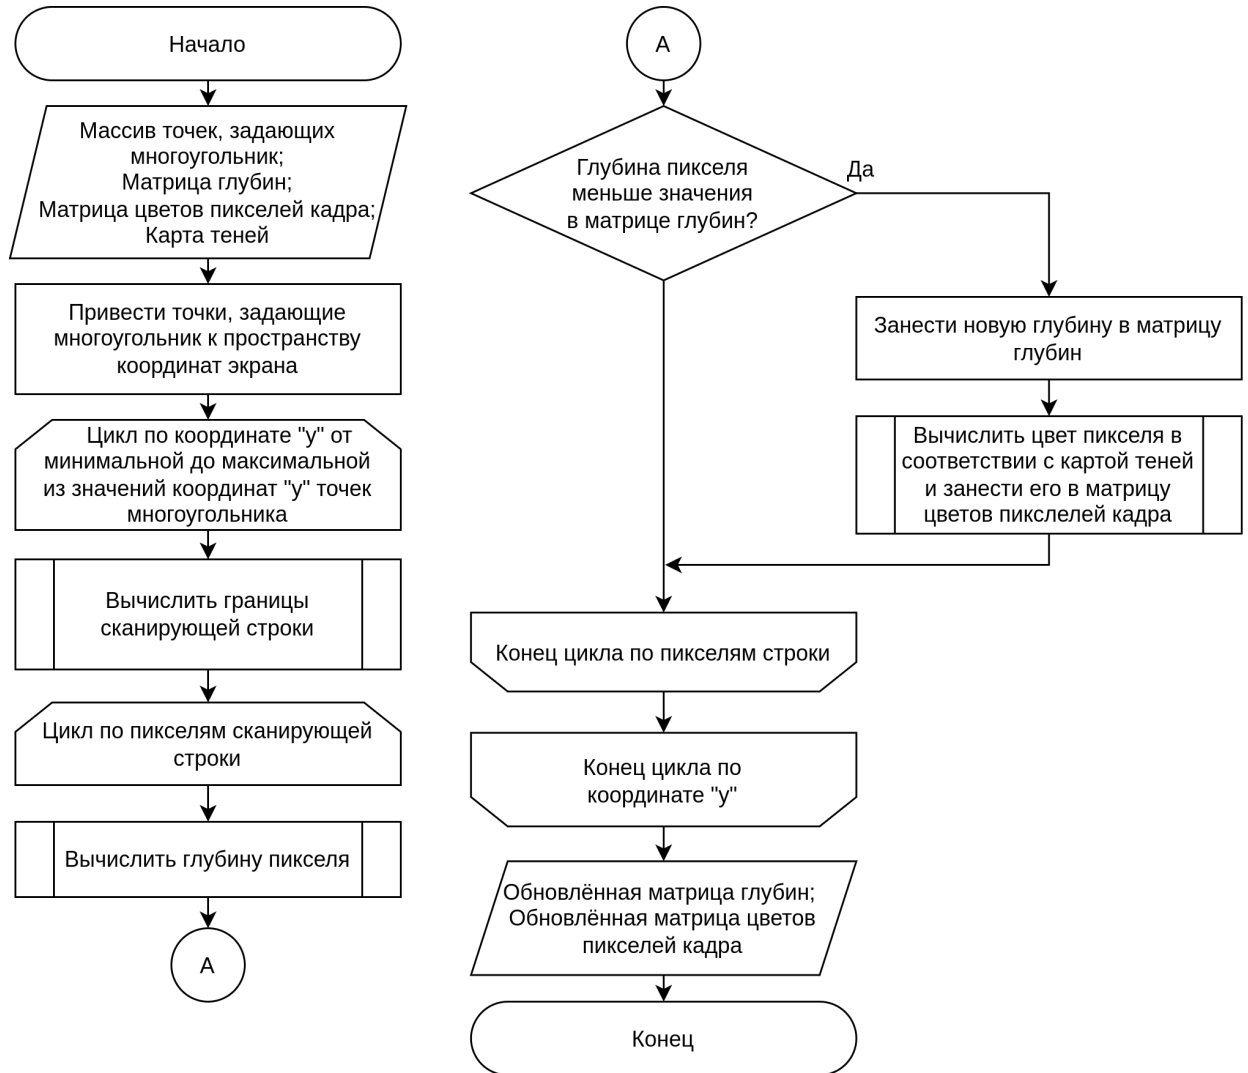 Начало
Массив точек, задающих
многоугольник;
Матрица глубин;
Матрица цветов пикселей кадра;
Карта теней
Привести точки, задающие
многоугольник к пространству
координат экрана
Цикл по координате "y" от
минимальной до максимальной
из значений координат "y" точек
многоугольника
Вычислить границы
сканирующей строки
Цикл по пикселям сканирующей
строки
Вычислить глубину пикселя
А
А
Глубина пикселя
меньше значения
в матрице глубин?
Да
Занести новую глубину в матрицу
глубин
Вычислить цвет пикселя в
соответствии с картой теней
и занести его в матрицу
цветов пикслелей кадра
Конец цикла по пикселям строки
Конец цикла по
координате "y"
Обновлённая матрица глубин;
Обновлённая матрица цветов
пикселей кадра
Конец